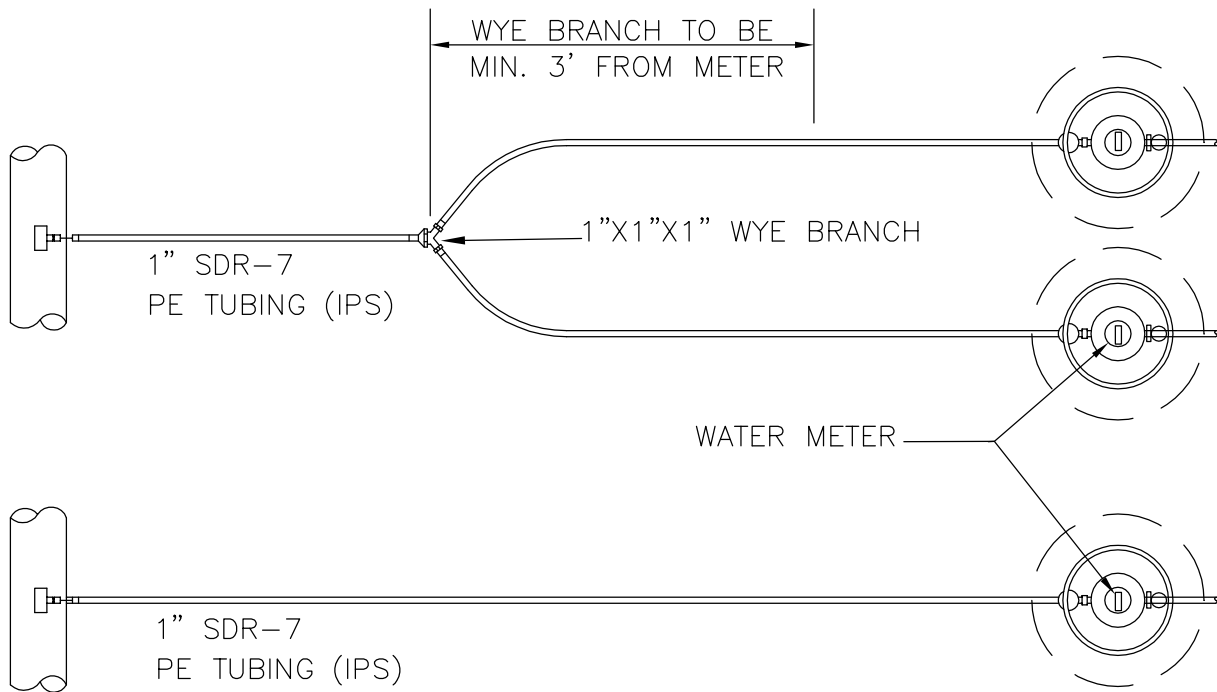 WYE BRANCH TO BE
MIN. 3' FROM METER
1"X1"X1" WYE BRANCH
1" SDR-7
PE TUBING (IPS)
WATER METER
1" SDR-7
PE TUBING (IPS)